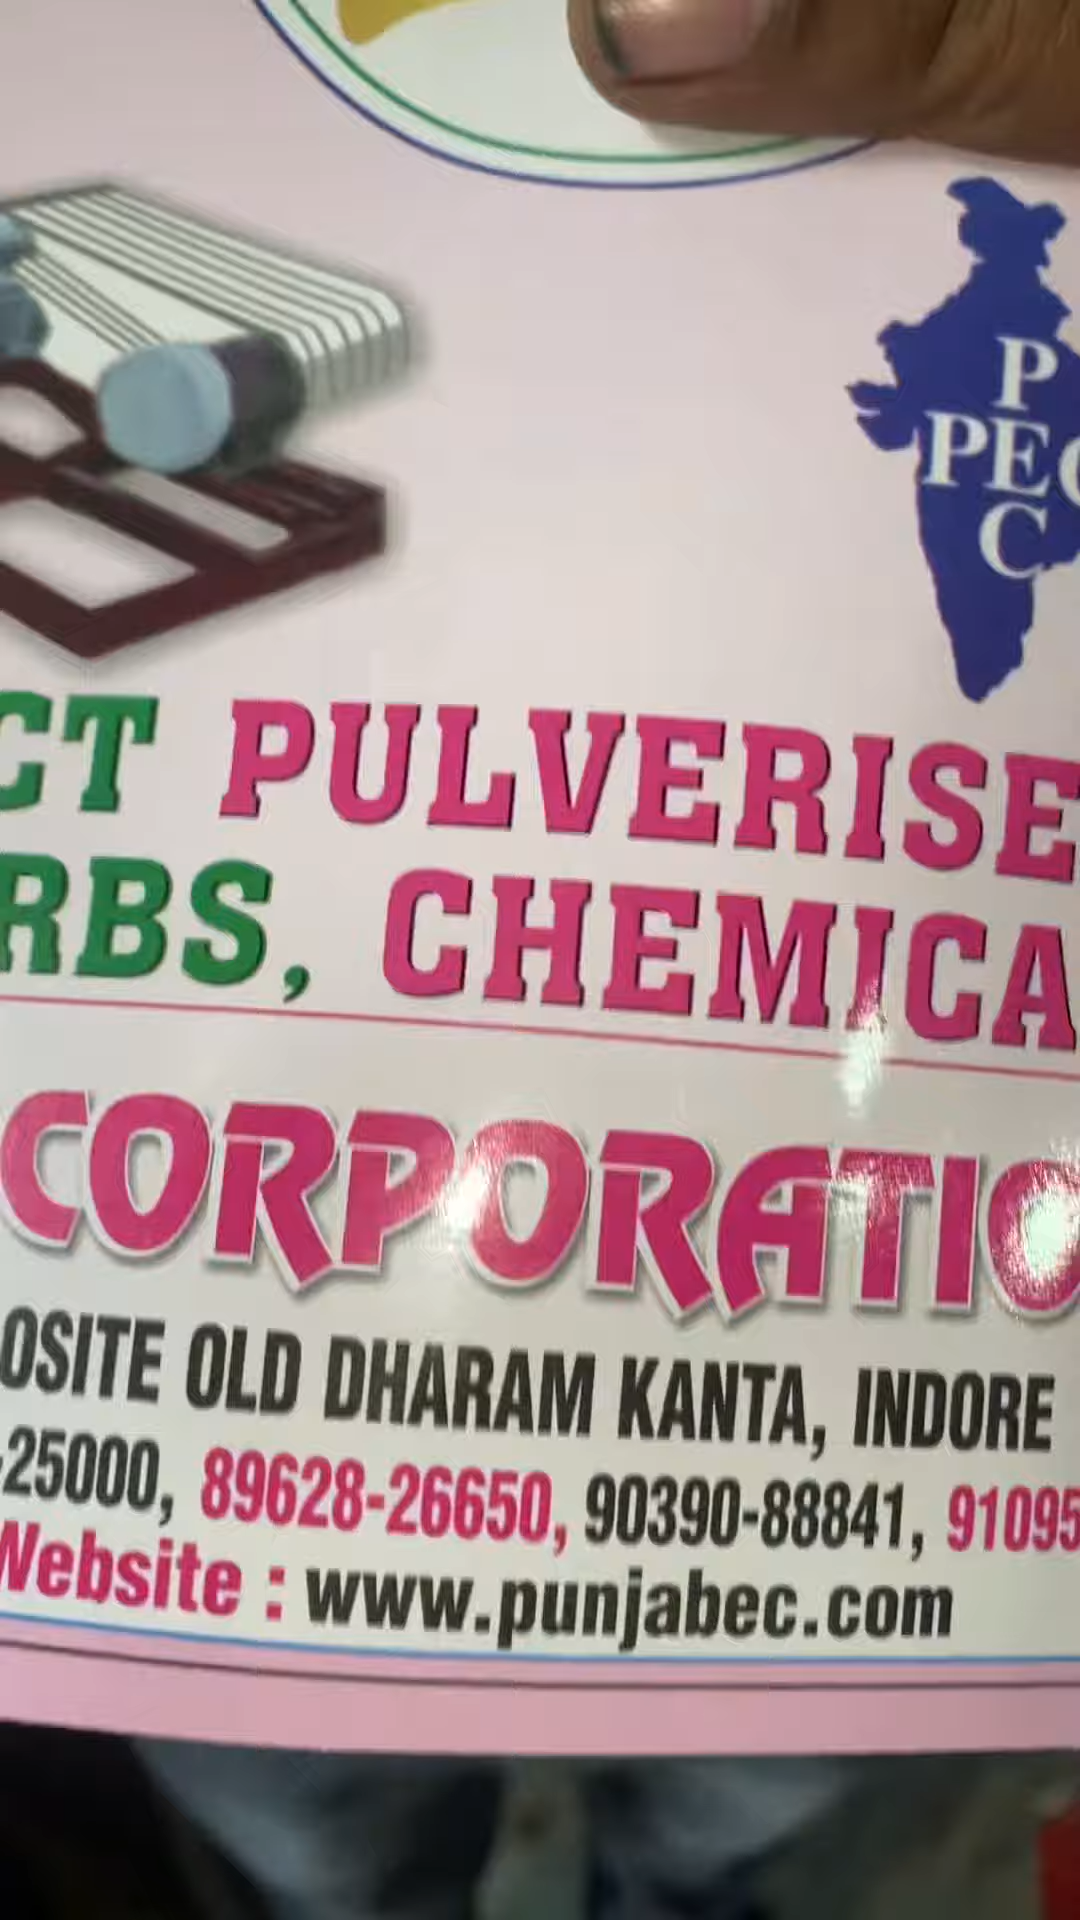 P
PEC
C
CT PULVERISE
RBS, CHEMICA
CORPORATIO
OSITE OLD DHARAM KANTA, INDORE
-25000, 89628-26650, 90390-88841, 91095
Website : www.punjabec.com